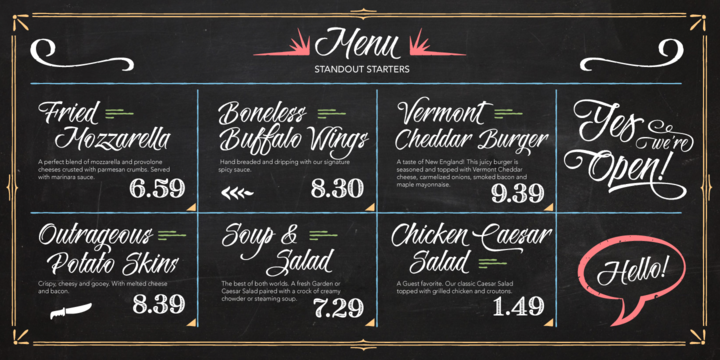 Menu
STANDOUT STARTERS
Fried
Mozzarella
A perfect blend of mozzarella and provolone
cheeses crusted with parmesan crumbs. Served
with marinara sauce.
6.59
Boneless
Buffalo Wings
Hand breaded and dripping with our signature
spicy sauce.
8.30
Vermont
Cheddar Burger
A taste of New England! This juicy burger is
seasoned and topped with Vermont Cheddar
cheese, carmelized onions, smoked bacon and
maple mayonnaise.
9.39
Yes
we're
Open!
Outrageous
Potato Skins
Crispy, cheesy and gooey. With melted cheese
and bacon.
8.39
Soup &
Salad
The best of both worlds. A fresh Garden or
Caesar Salad paired with a crock of creamy
chowder or steaming soup.
7.29
Chicken Caesar
Salad
A Guest favorite. Our classic Caesar Salad
topped with grilled chicken and croutons.
1.49
Hello!